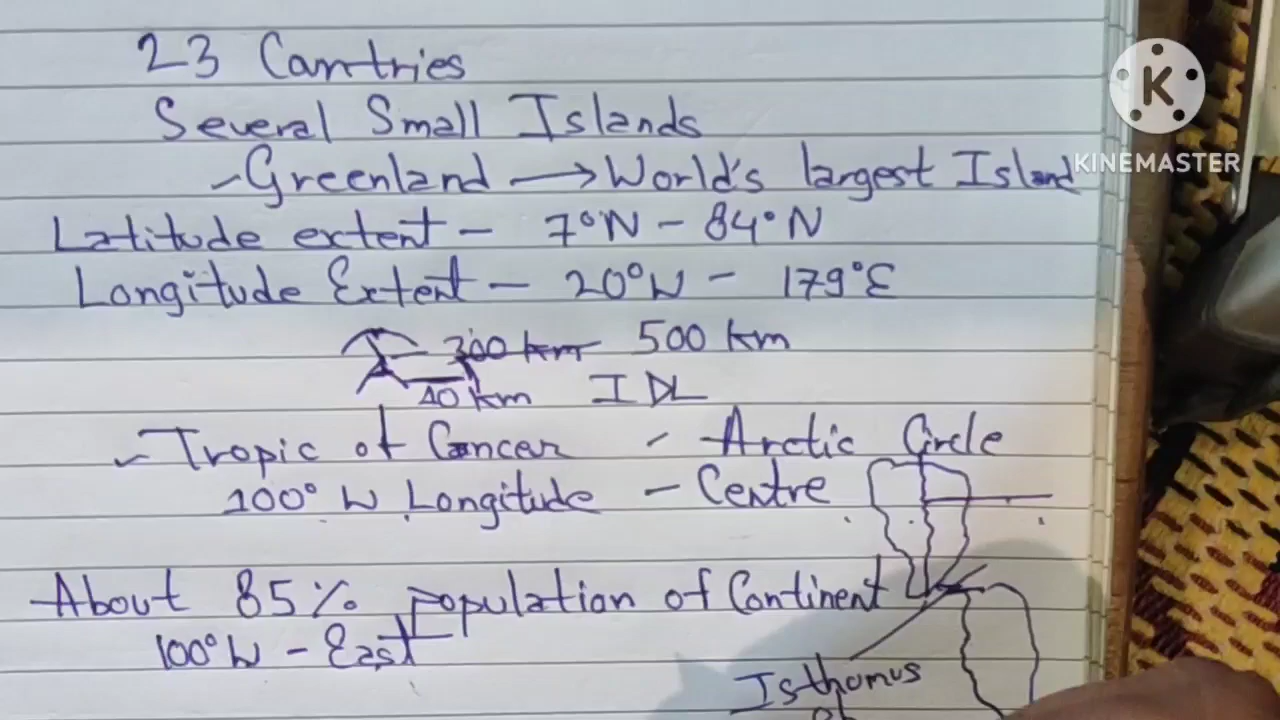 23 Countries
Several Small Islands
Greenland → World's largest Island
KINEMASTER
Latitude extent - 7°N - 84°N
Longitude Extent - 20°W - 179°E
300 km 500 km
40 km IDL
Tropic of Cancer - Arctic Circle
100° W Longitude - Centre
About 85% population of Continent
100°W - East
Isthomus